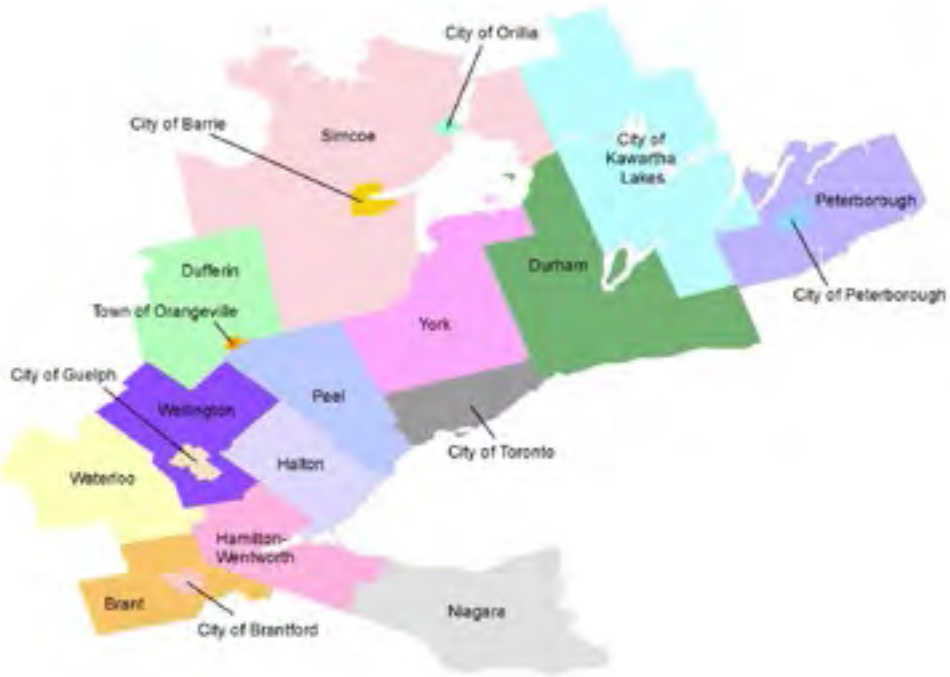 City of Orillia
City of Barrie
Simcoe
City of
Kawartha
Lakes
Peterborough
Dufferin
Durham
City of Peterborough
Town of Orangeville
York
City of Guelph
Peel
Wellington
City of Toronto
Halton
Waterloo
Hamilton-
Wentworth
Brant
Niagara
City of Brantford